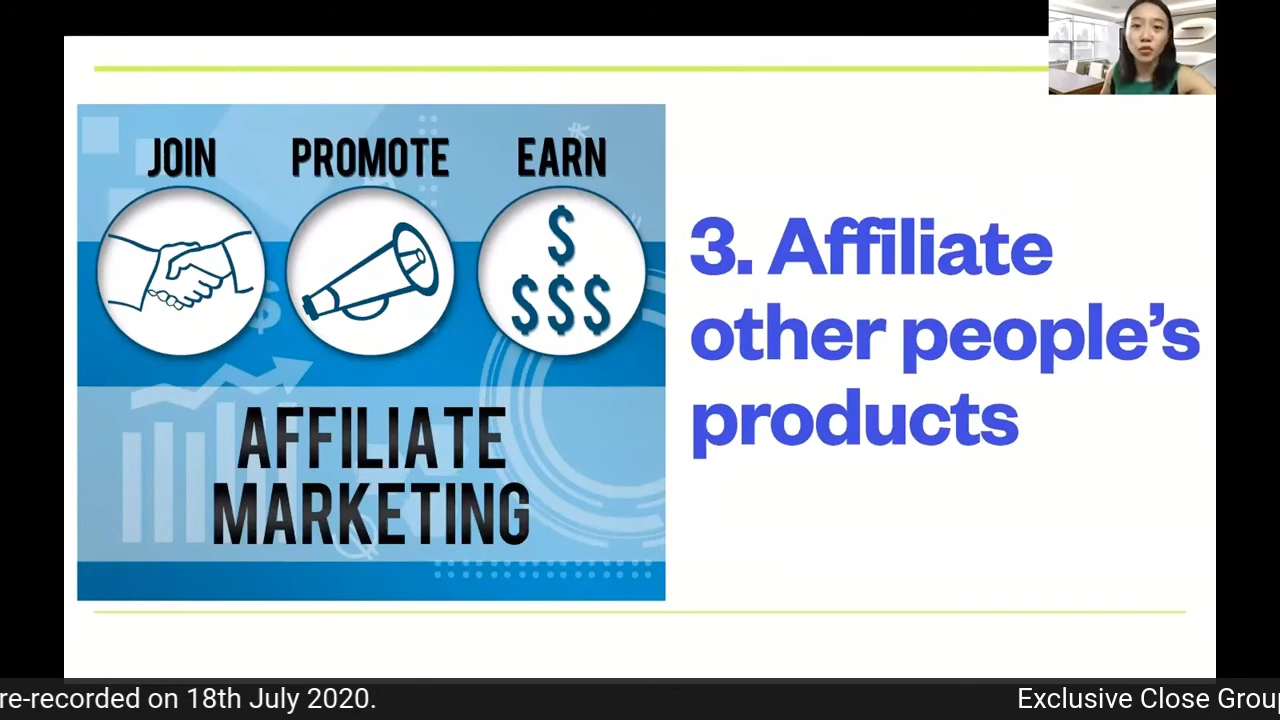 JOIN PROMOTE EARN
$
$$$
AFFILIATE
MARKETING
3. Affiliate
other people’s
products
re-recorded on 18th July 2020. Exclusive Close Grou